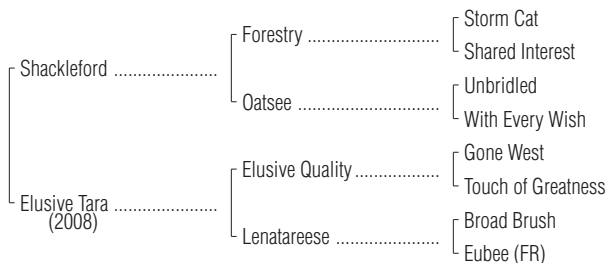 Storm Cat
Forestry ....................
Shared Interest
Shackleford ....................
Unbridled
Oatsee ...........................
With Every Wish
Gone West
Elusive Quality ................
Touch of Greatness
Elusive Tara ....................
(2008)
Broad Brush
Lenatareese ....................
Eubee (FR)